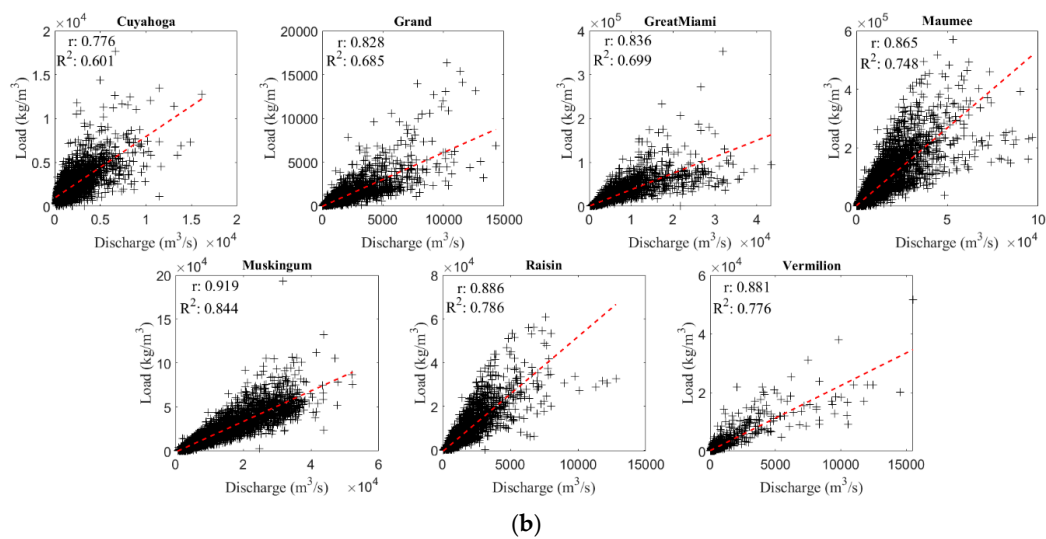 ×10⁴ Cuyahoga
r: 0.776
R²: 0.601
2
1.5
1
0.5
0
Load (kg/m³)
0 0.5 1 1.5 2
Discharge (m³/s) ×10⁴
Grand
r: 0.828
R²: 0.685
20000
15000
10000
5000
0
Load (kg/m³)
0 5000 10000 15000
Discharge (m³/s)
×10⁵ GreatMiami
r: 0.836
R²: 0.699
4
3
2
1
0
Load (kg/m³)
0 1 2 3 4
Discharge (m³/s) ×10⁴
×10⁵ Maumee
r: 0.865
R²: 0.748
6
4
2
0
Load (kg/m³)
0 5 10
Discharge (m³/s) ×10⁴
×10⁴ Muskingum
r: 0.919
R²: 0.844
20
15
10
5
0
Load (kg/m³)
0 2 4 6
Discharge (m³/s) ×10⁴
×10⁴ Raisin
r: 0.886
R²: 0.786
8
6
4
2
0
Load (kg/m³)
0 5000 10000 15000
Discharge (m³/s)
×10⁴ Vermilion
r: 0.881
R²: 0.776
6
4
2
0
Load (kg/m³)
0 5000 10000 15000
Discharge (m³/s)
(b)